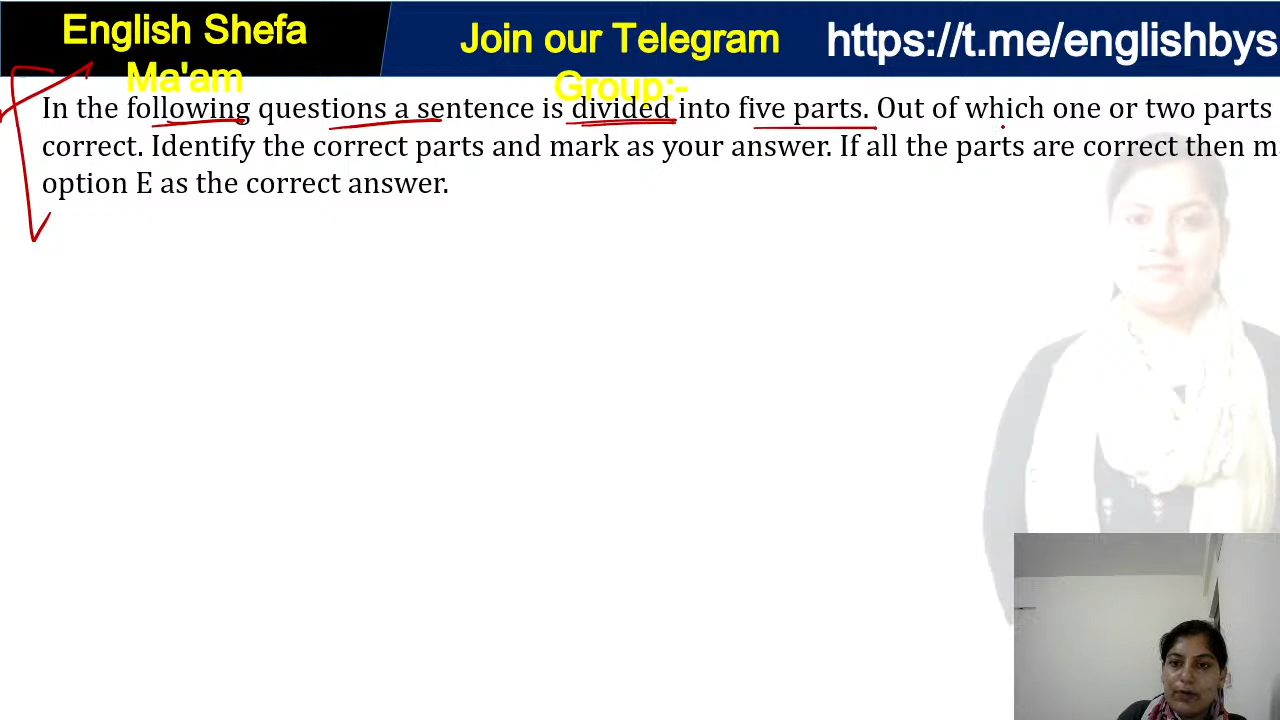 English Shefa
Ma'am
Join our Telegram
Group:-
https://t.me/englishbys
In the following questions a sentence is divided into five parts. Out of which one or two parts
correct. Identify the correct parts and mark as your answer. If all the parts are correct then m
option E as the correct answer.